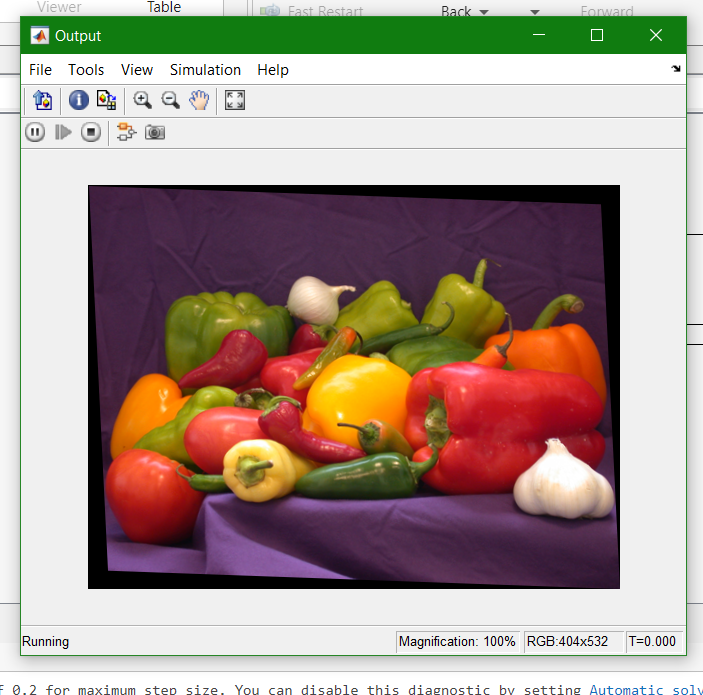 Viewer
Table
Fast Restart
Back
Forward
Output
File Tools View Simulation Help
Running
Magnification: 100% RGB:404x532 T=0.000
0.2 for maximum step size. You can disable this diagnostic by setting Automatic solv